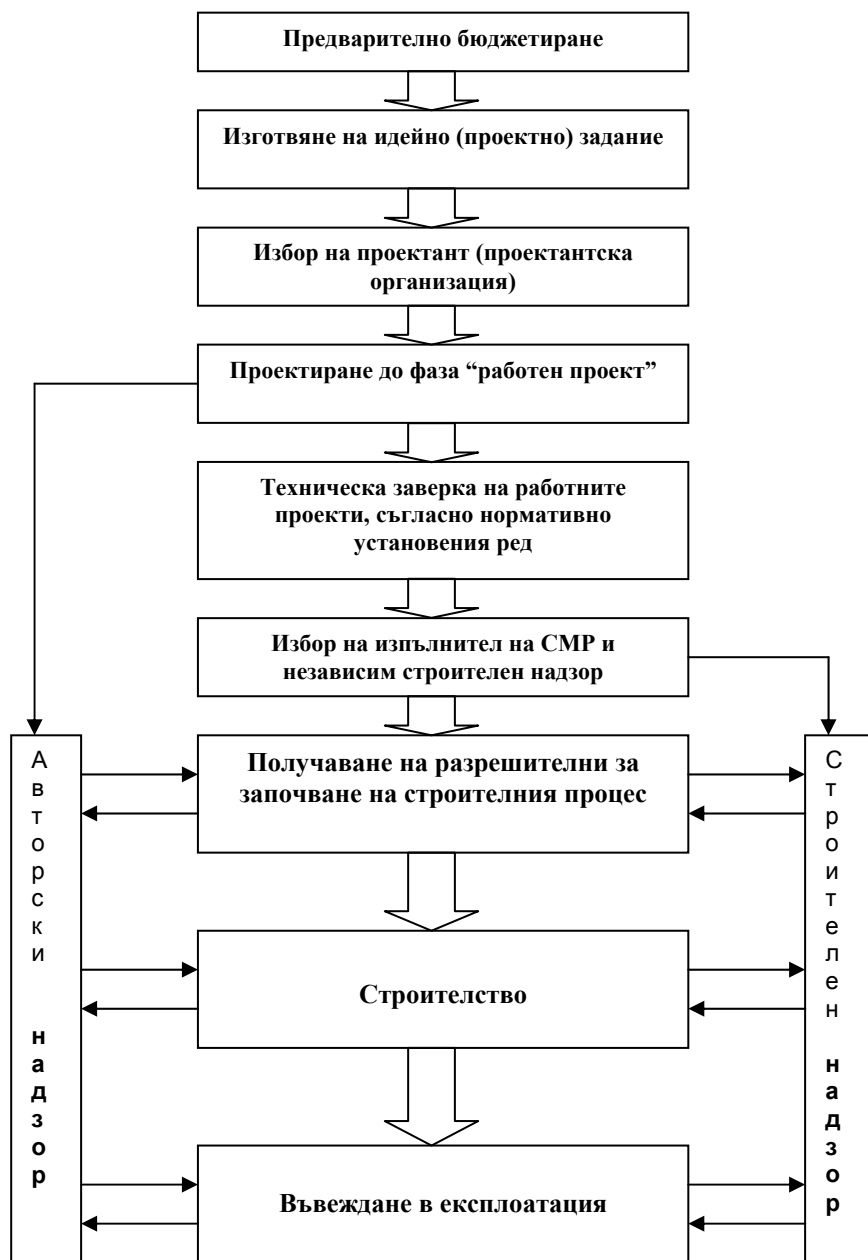 Предварително бюджетиране
Изготвяне на идейно (проектно) задание
Избор на проектант (проектантска
организация)
Проектиране до фаза “работен проект”
Техническа заверка на работните
проекти, съгласно нормативно
установения ред
Избор на изпълнител на СМР и
независим строителен надзор
Авторски надзор
Получаване на разрешителни за
започване на строителния процес
Строителство
Въвеждане в експлоатация
Строителен надзор